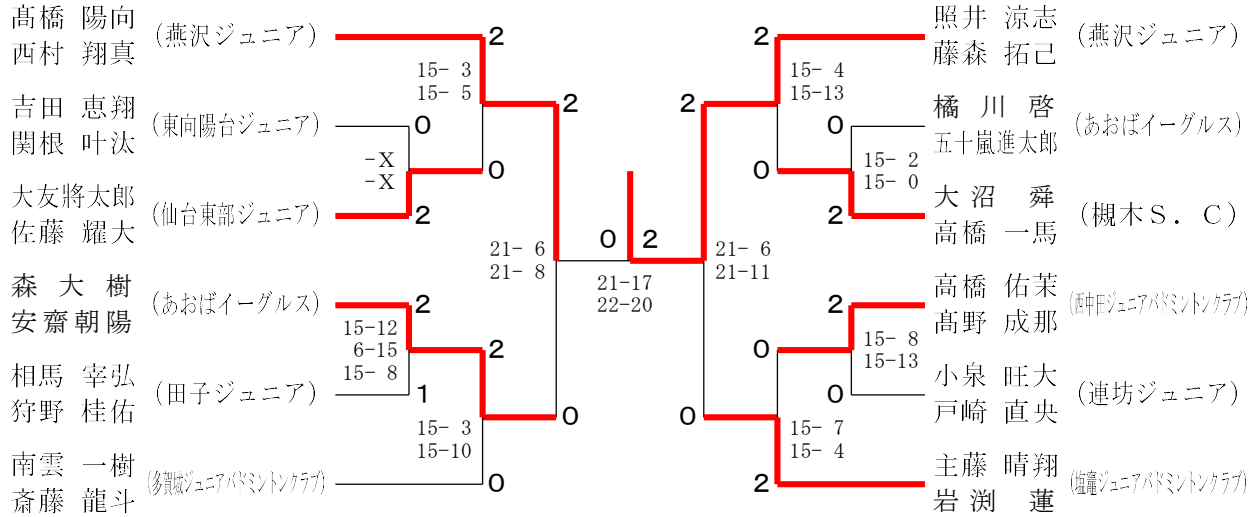 髙橋 陽向
西村 翔真
(燕沢ジュニア)
2
15- 3
15- 5
吉田 恵翔
関根 叶汰
(東向陽台ジュニア)
0
-X
-X
0
2
大友將太郎
佐藤 耀大
(仙台東部ジュニア)
2
21- 6
21- 8
森 大 樹
安齋朝陽
(あおばイーグルス)
2
15-12
6-15
15- 8
2
相馬 宰弘
狩野 桂佑
(田子ジュニア)
1
0
15- 3
15-10
南雲 一樹
斎藤 龍斗
(多賀城ジュニアバドミントンクラブ)
0
0 2
21-17
22-20
照井 涼志
藤森 拓己
(燕沢ジュニア)
2
15- 4
15-13
2
橘 川 啓
五十嵐進太郎
(あおばイーグルス)
0
15- 2
15- 0
0
大 沼 舜
高橋 一馬
(槻木S. C)
2
21- 6
21-11
高橋 佑茉
髙野 成那
(西中田ジュニアバドミントンクラブ)
2
15- 8
15-13
0
小泉 旺大
戸崎 直央
(連坊ジュニア)
0
0
15- 7
15- 4
主藤 晴翔
岩 渕 蓮
(塩竈ジュニアバドミントンクラブ)
2